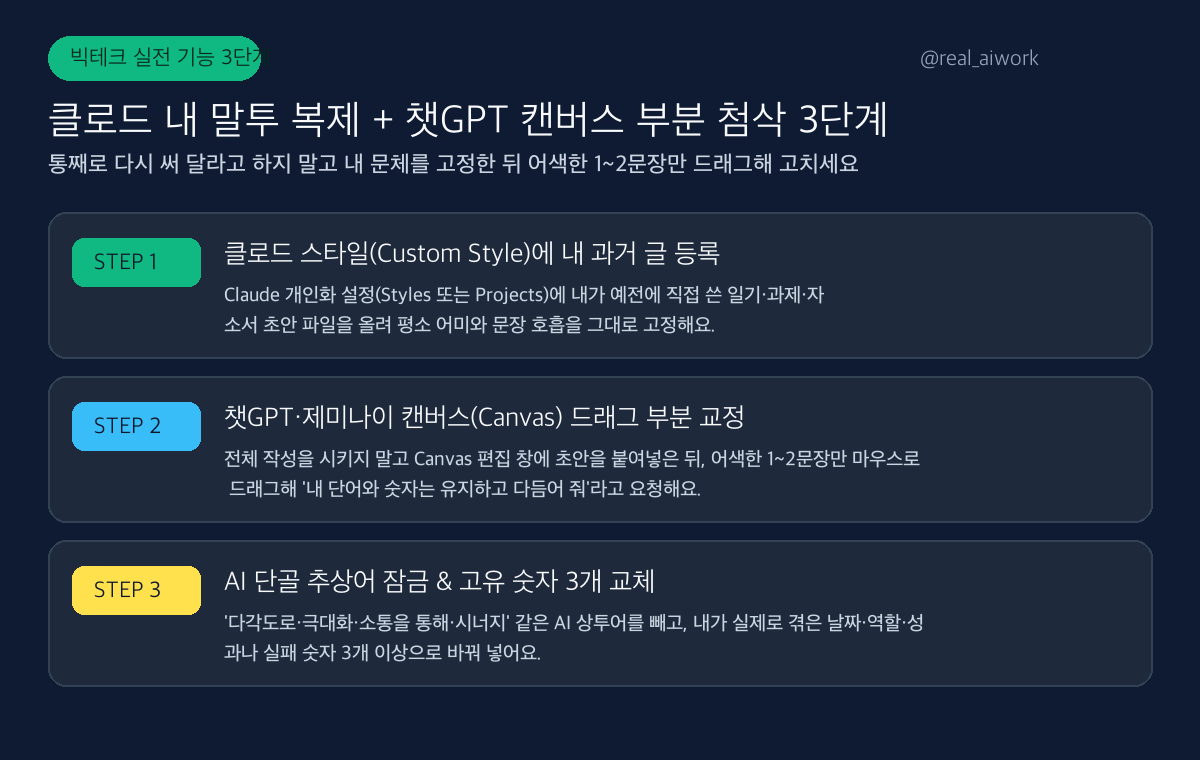 빅테크 실전 기능 3단계
@real_aiwork
클로드 내 말투 복제 + 챗GPT 캔버스 부분 첨삭 3단계
통째로 다시 써 달라고 하지 말고 내 문체를 고정한 뒤 어색한 1~2문장만 드래그해 고치세요
STEP 1
클로드 스타일(Custom Style)에 내 과거 글 등록
Claude 개인화 설정(Styles 또는 Projects)에 내가 예전에 직접 쓴 일기·과제·자
소서 초안 파일을 올려 평소 어미와 문장 호흡을 그대로 고정해요.
STEP 2
챗GPT·제미나이 캔버스(Canvas) 드래그 부분 교정
전체 작성을 시키지 말고 Canvas 편집 창에 초안을 붙여넣은 뒤, 어색한 1~2문장만 마우스로
드래그해 '내 단어와 숫자는 유지하고 다듬어 줘'라고 요청해요.
STEP 3
AI 단골 추상어 잠금 & 고유 숫자 3개 교체
'다각도로·극대화·소통을 통해·시너지' 같은 AI 상투어를 빼고, 내가 실제로 겪은 날짜·역할·성
과나 실패 숫자 3개 이상으로 바꿔 넣어요.